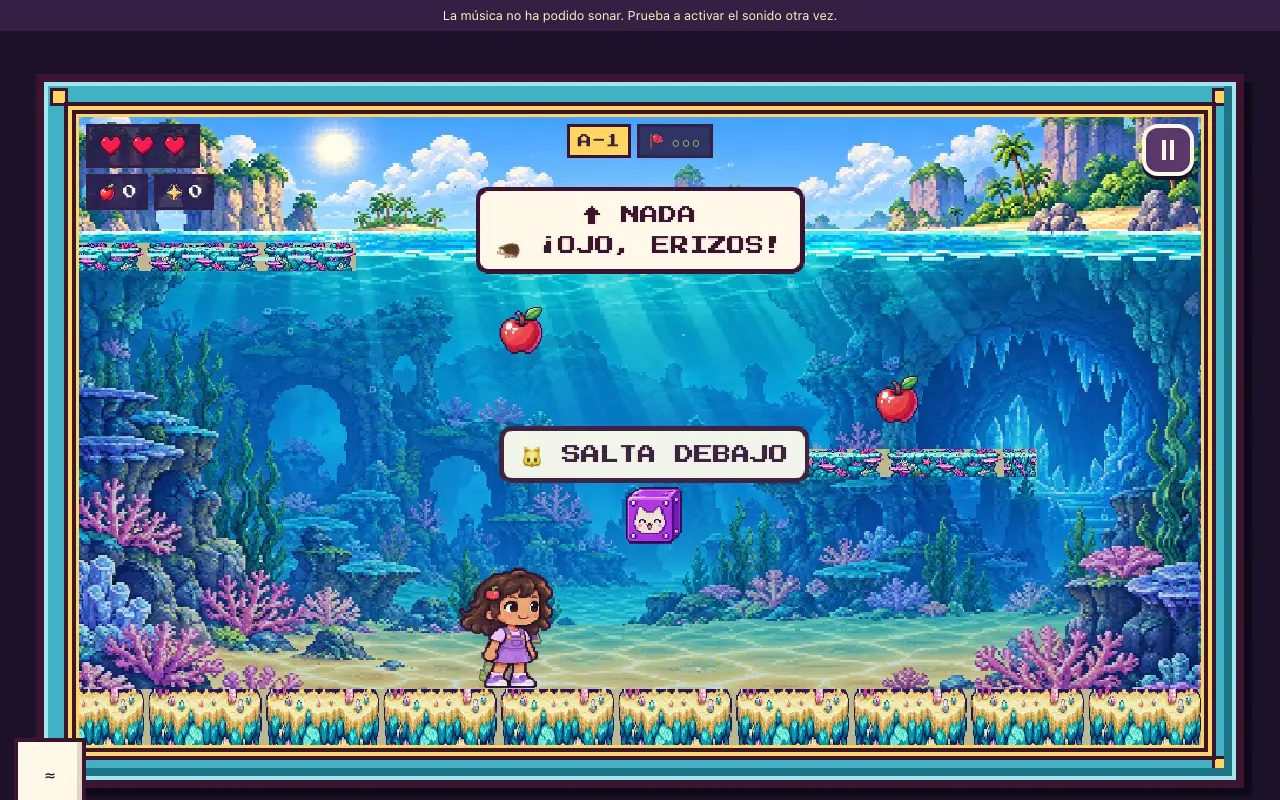 La música no ha podido sonar. Prueba a activar el sonido otra vez.
A-1
0
0
↑ NADA
¡OJO, ERIZOS!
SALTA DEBAJO
≈